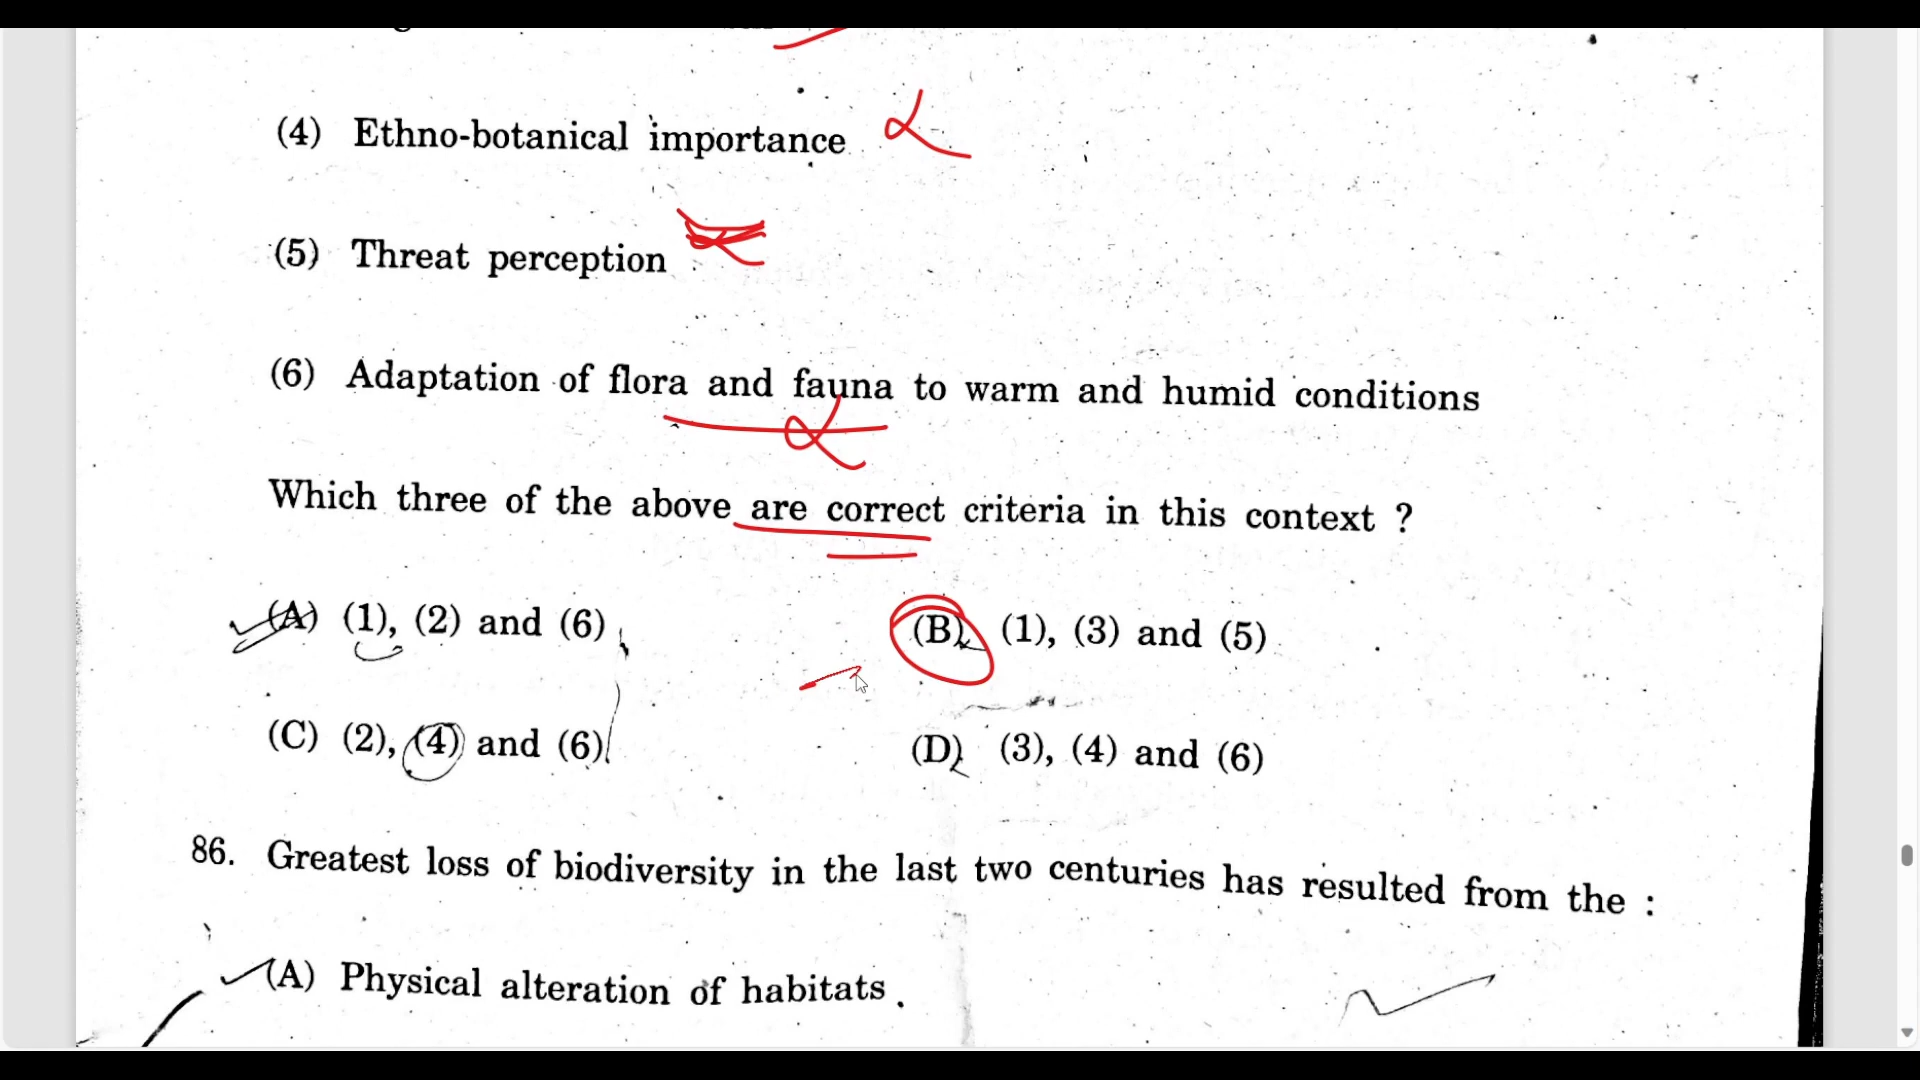 (4) Ethno-botanical importance
(5) Threat perception
(6) Adaptation of flora and fauna to warm and humid conditions
Which three of the above are correct criteria in this context ?
(A) (1), (2) and (6)
(B) (1), (3) and (5)
(C) (2), (4) and (6)
(D) (3), (4) and (6)
86. Greatest loss of biodiversity in the last two centuries has resulted from the :
(A) Physical alteration of habitats .